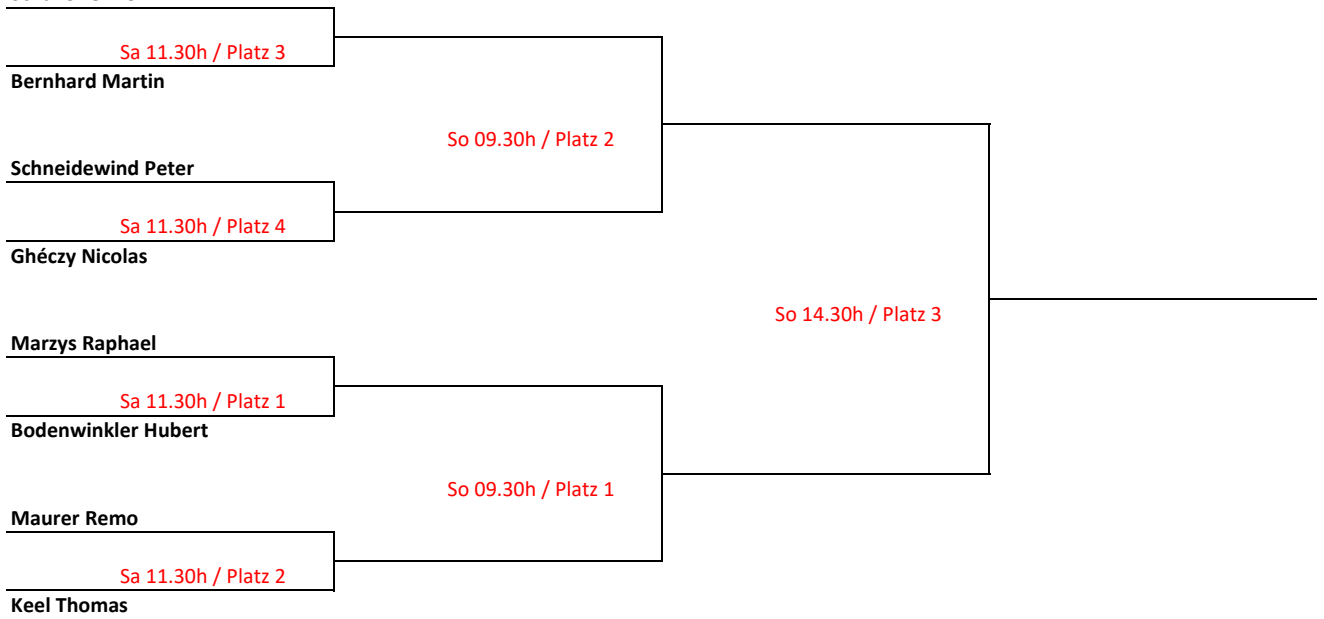 Sa 11.30h / Platz 3
Bernhard Martin
So 09.30h / Platz 2
Schneidewind Peter
Sa 11.30h / Platz 4
Ghéczy Nicolas
So 14.30h / Platz 3
Marzys Raphael
Sa 11.30h / Platz 1
Bodenwinkler Hubert
So 09.30h / Platz 1
Maurer Remo
Sa 11.30h / Platz 2
Keel Thomas